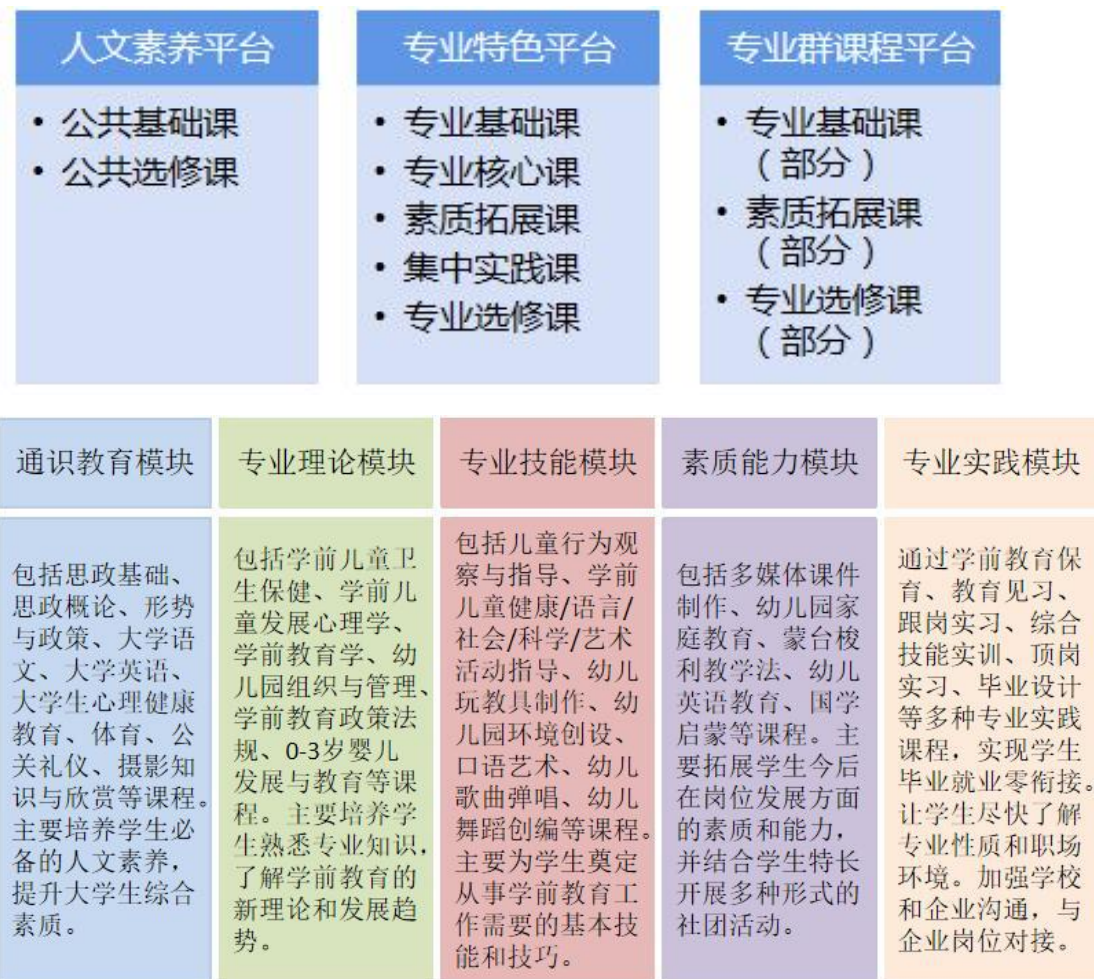 人文素养平台
• 公共基础课
• 公共选修课
专业特色平台
• 专业基础课
• 专业核心课
• 素质拓展课
• 集中实践课
• 专业选修课
专业群课程平台
• 专业基础课
（部分）
• 素质拓展课
（部分）
• 专业选修课
（部分）
通识教育模块
包括思政基础、
思政概论、形势
与政策、大学语
文、大学英语、
大学生心理健康
教育、体育、公
关礼仪、摄影知
识与欣赏等课程。
主要培养学生必
备的人文素养，
提升大学生综合
素质。
专业理论模块
包括学前儿童卫
生保健、学前儿
童发展心理学、
学前教育学、幼
儿园组织与管理、
学前教育政策法
规、0-3岁婴儿
发展与教育等课
程。主要培养学
生熟悉专业知识，
了解学前教育的
新理论和发展趋
势。
专业技能模块
包括儿童行为观
察与指导、学前
儿童健康/语言/
社会/科学/艺术
活动指导、幼儿
玩教具制作、幼
儿园环境创设、
口语艺术、幼儿
歌曲弹唱、幼儿
舞蹈创编等课程。
主要为学生奠定
从事学前教育工
作需要的基本技
能和技巧。
素质能力模块
包括多媒体课件
制作、幼儿园家
庭教育、蒙台梭
利教学法、幼儿
英语教育、国学
启蒙等课程。主
要拓展学生今后
在岗位发展方面
的素质和能力，
并结合学生特长
开展多种形式的
社团活动。
专业实践模块
通过学前教育保
育、教育见习、
跟岗实习、综合
技能实训、顶岗
实习、毕业设计
等多种专业实践
课程，实现学生
毕业就业零衔接。
让学生尽快了解
专业性质和职场
环境。加强学校
和企业沟通，与
企业岗位对接。